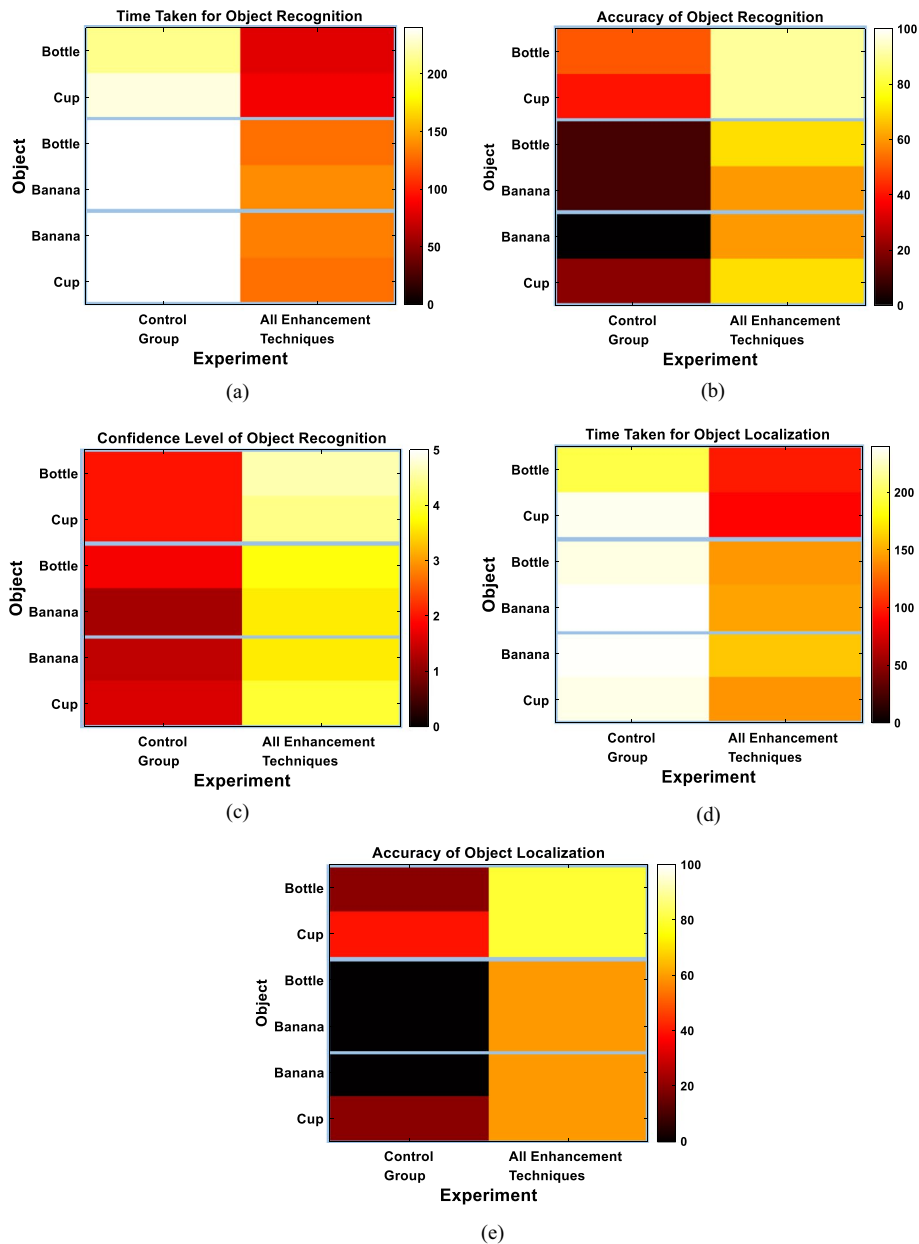 Time Taken for Object Recognition
Bottle
Cup
Bottle
Banana
Banana
Cup
Object
200
150
100
50
0
Control
Group
All Enhancement
Techniques
Experiment
(a)
Accuracy of Object Recognition
Bottle
Cup
Bottle
Banana
Banana
Cup
Object
100
80
60
40
20
0
Control
Group
All Enhancement
Techniques
Experiment
(b)
Confidence Level of Object Recognition
Bottle
Cup
Bottle
Banana
Banana
Cup
Object
5
4
3
2
1
0
Control
Group
All Enhancement
Techniques
Experiment
(c)
Time Taken for Object Localization
Bottle
Cup
Bottle
Banana
Banana
Cup
Object
200
150
100
50
0
Control
Group
All Enhancement
Techniques
Experiment
(d)
Accuracy of Object Localization
Bottle
Cup
Bottle
Banana
Banana
Cup
Object
100
80
60
40
20
0
Control
Group
All Enhancement
Techniques
Experiment
(e)